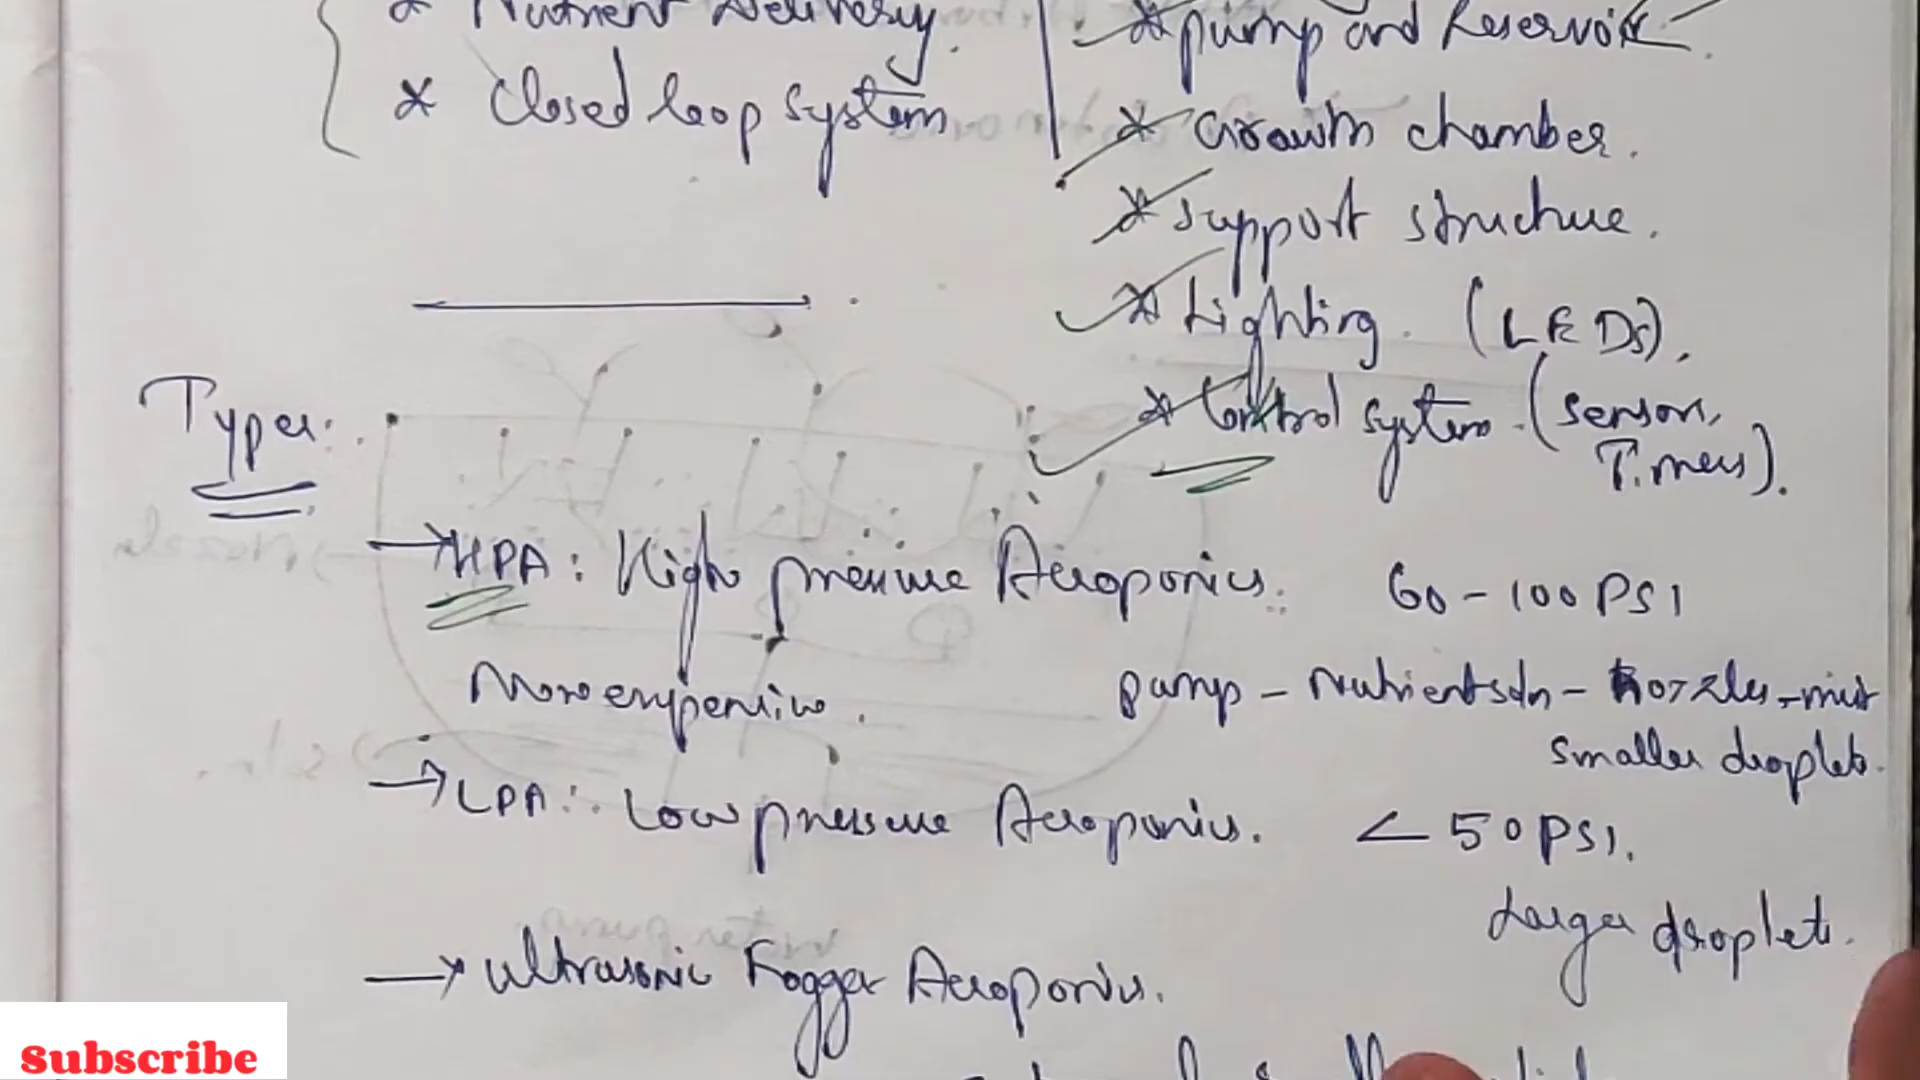 * Nutrient Delivery.
* Closed loop system
* pump and Reservoir.
* Growth chamber.
* support structure.
* Lighting. (LEDs).
* Control system. (Sensors,
Timers).
Types:
→ HPA: High pressure Aeroponics. 60-100 PSI
More expensive. pump - Nutrient soln - Nozzles - mist
smaller droplets.
→ LPA: Low pressure Aeroponics. < 50 PSI.
Larger droplets.
→ Ultrasonic Fogger Aeroponics.
Subscribe